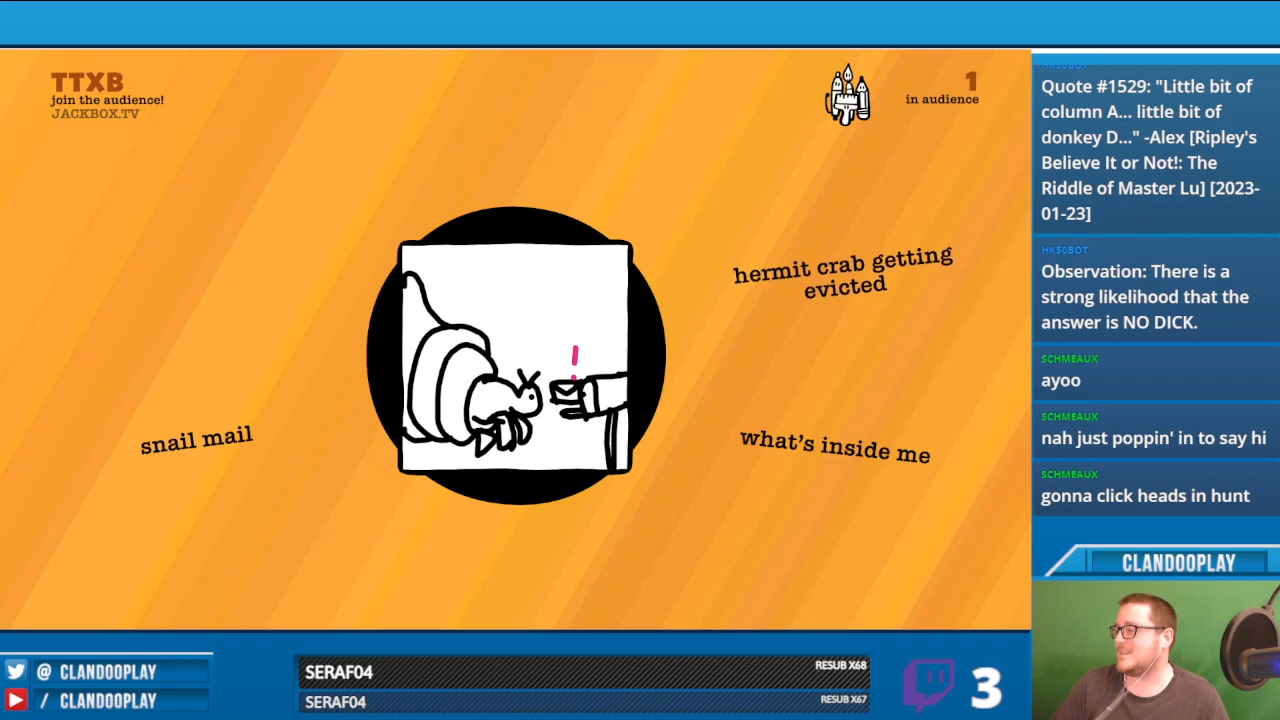 TTXB
join the audience!
JACKBOX.TV
1
in audience
hermit crab getting
evicted
snail mail
what's inside me
!
Quote #1529: "Little bit of
column A... little bit of
donkey D..." -Alex [Ripley's
Believe It or Not!: The
Riddle of Master Lu] [2023-
01-23]
HK50BOT
Observation: There is a
strong likelihood that the
answer is NO DICK.
SCHMEAUX
ayoo
SCHMEAUX
nah just poppin' in to say hi
SCHMEAUX
gonna click heads in hunt
CLANDOOPLAY
@ CLANDOOPLAY
/ CLANDOOPLAY
SERAF04
RESUB X68
SERAF04
RESUB X67
3